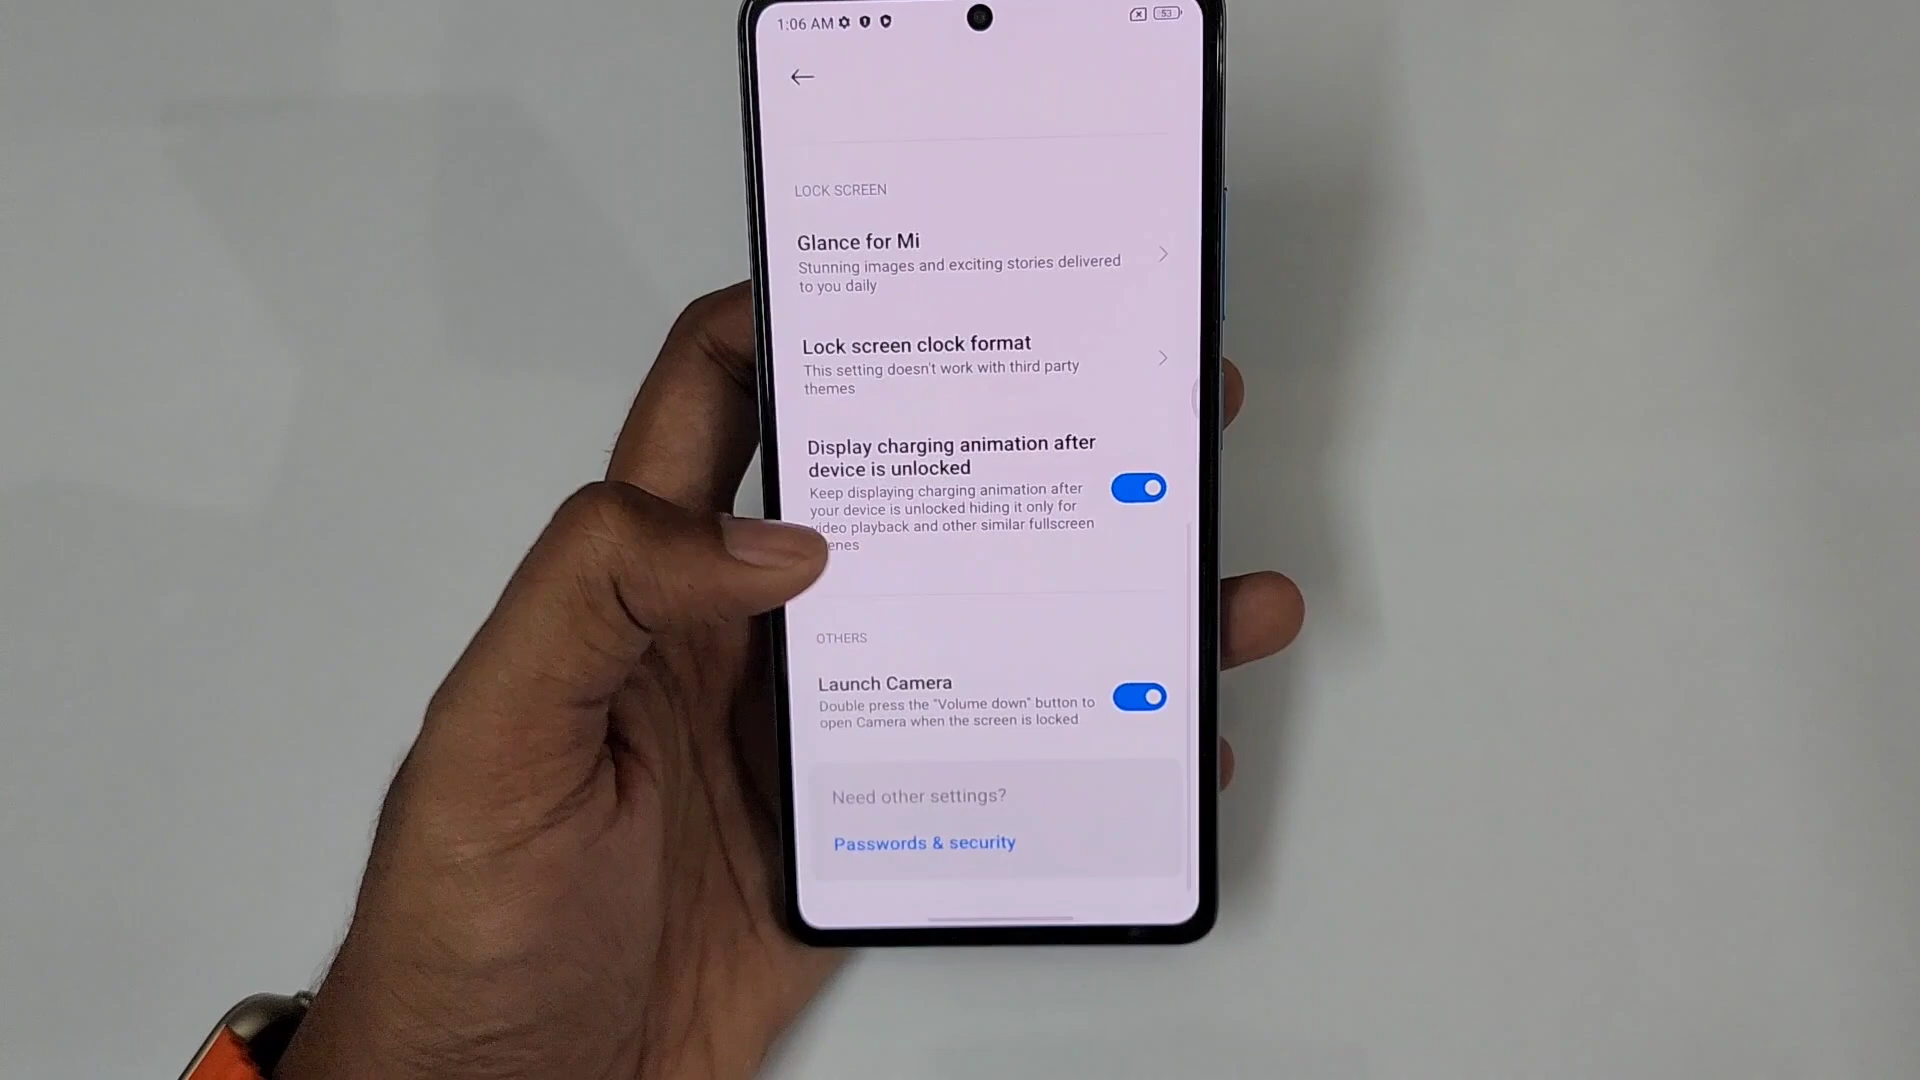 1:06 AM
53
LOCK SCREEN
Glance for Mi
Stunning images and exciting stories delivered
to you daily
Lock screen clock format
This setting doesn't work with third party
themes
Display charging animation after
device is unlocked
Keep displaying charging animation after
your device is unlocked hiding it only for
video playback and other similar fullscreen
enes
OTHERS
Launch Camera
Double press the "Volume down" button to
open Camera when the screen is locked
Need other settings?
Passwords & security